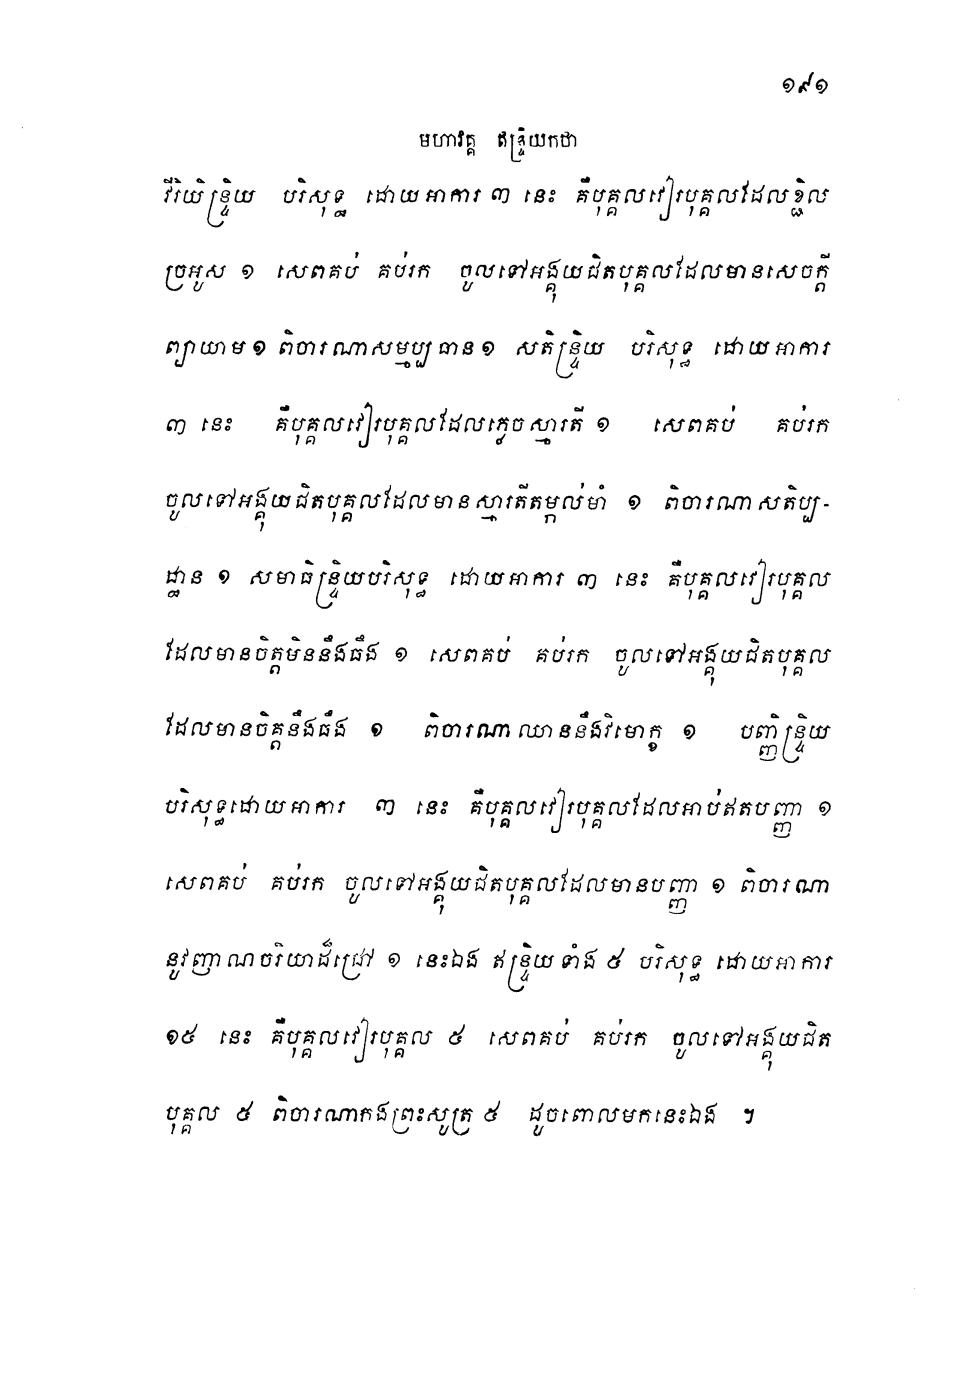 ១៩១
មហាវគ្គ ឥន្ទ្រិយកថា
វីរិយិន្ទ្រិយ បរិសុទ្ធ ដោយអាការ ៣ នេះ គឺបុគ្គលវៀរបុគ្គលដែលខ្ជិល
ច្រអូស ១ សេពគប់ គប់រក ចូលទៅអង្គុយជិតបុគ្គលដែលមានសេចក្តី
ព្យាយាម ១ ពិចារណាសម្មប្បធាន ១ សតិន្ទ្រិយ បរិសុទ្ធ ដោយអាការ
៣ នេះ គឺបុគ្គលវៀរបុគ្គលដែលភ្លេចស្មារតី ១ សេពគប់ គប់រក
ចូលទៅអង្គុយជិតបុគ្គលដែលមានស្មារតីតម្កល់មាំ ១ ពិចារណាសតិប្ប-
ដ្ឋាន ១ សមាធិន្ទ្រិយបរិសុទ្ធ ដោយអាការ ៣ នេះ គឺបុគ្គលវៀរបុគ្គល
ដែលមានចិត្តមិននឹងធឹង ១ សេពគប់ គប់រក ចូលទៅអង្គុយជិតបុគ្គល
ដែលមានចិត្តនឹងធឹង ១ ពិចារណាឈាននឹងវិមោក្ខ ១ បញ្ញិន្ទ្រិយ
បរិសុទ្ធដោយអាការ ៣ នេះ គឺបុគ្គលវៀរបុគ្គលដែលអាប់ឥតបញ្ញា ១
សេពគប់ គប់រក ចូលទៅអង្គុយជិតបុគ្គលដែលមានបញ្ញា ១ ពិចារណា
នូវញាណចរិយាដ៏ជ្រៅ ១ នេះឯង ឥន្ទ្រិយទាំង ៥ បរិសុទ្ធ ដោយអាការ
១៥ នេះ គឺបុគ្គលវៀរបុគ្គល ៥ សេពគប់ គប់រក ចូលទៅអង្គុយជិត
បុគ្គល ៥ ពិចារណាកងព្រះសូត្រ ៥ ដូចពោលមកនេះឯង ។